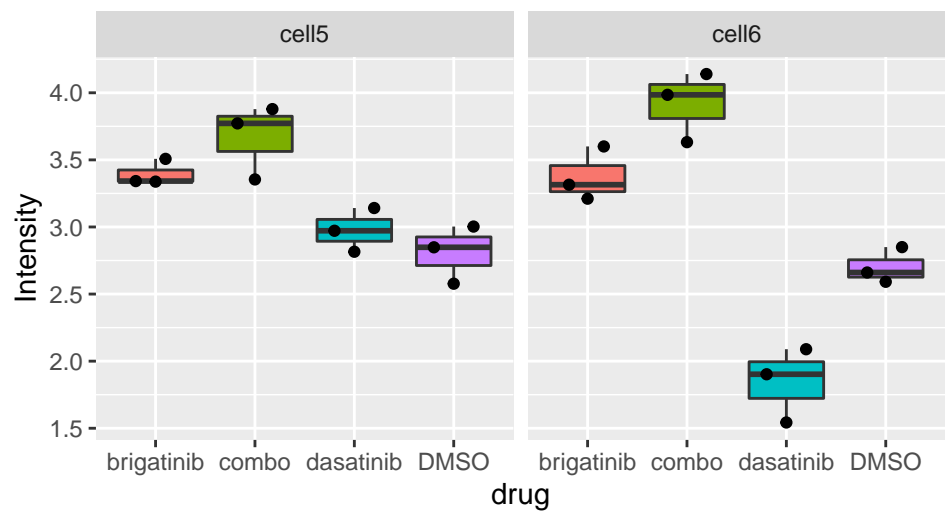 cell5 cell6
Intensity
4.0
3.5
3.0
2.5
2.0
1.5
brigatinib combo dasatinib DMSO brigatinib combo dasatinib DMSO
drug